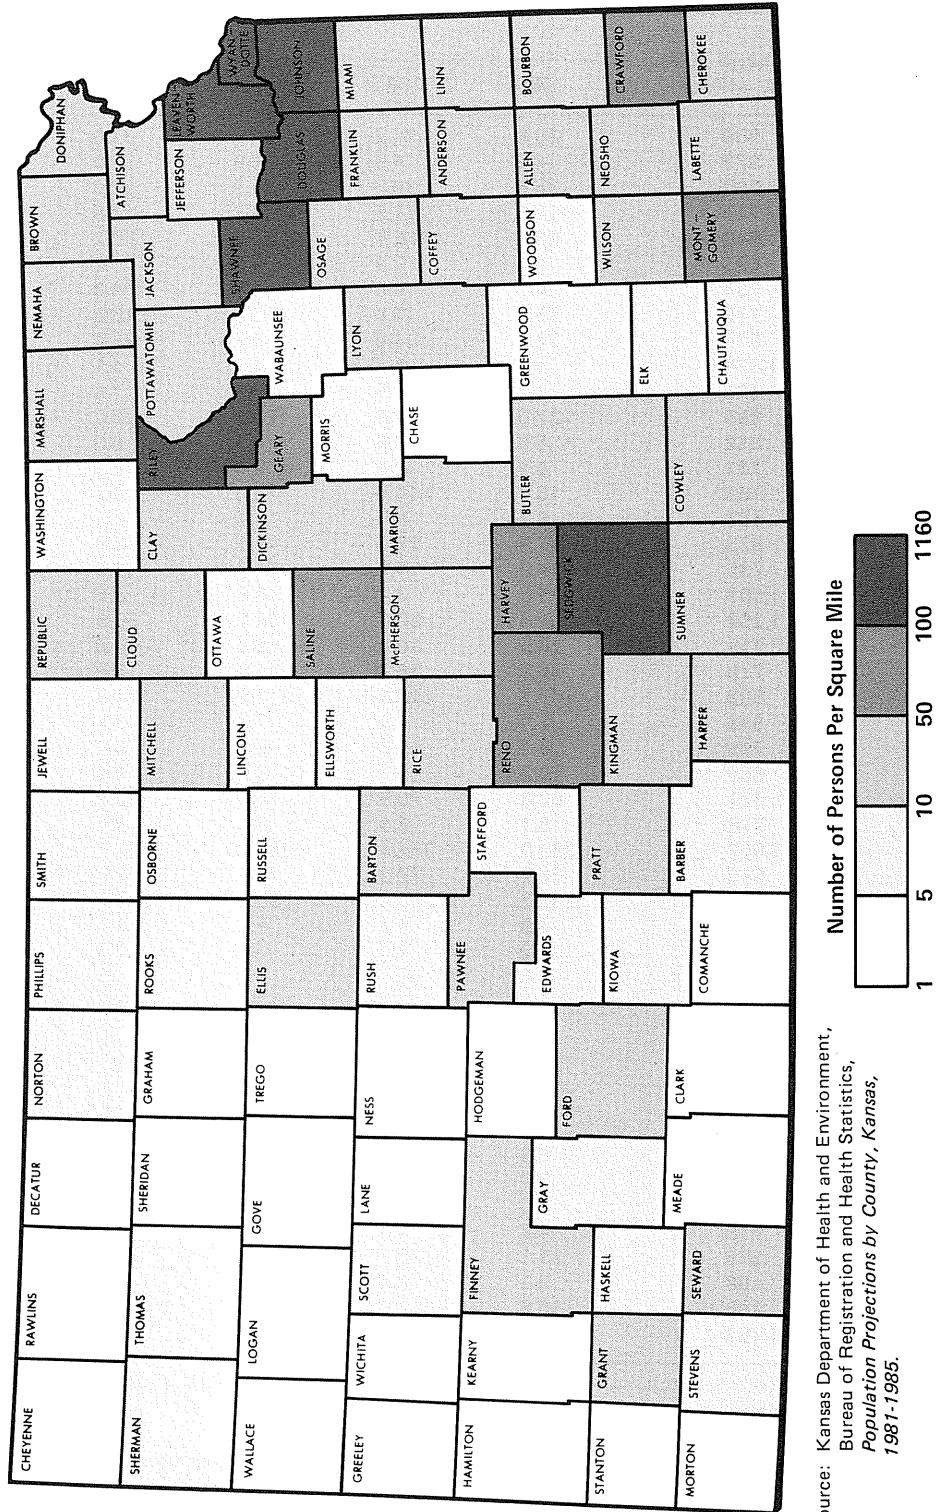 CHEYENNE
RAWLINS
DECATUR
NORTON
PHILLIPS
SMITH
JEWELL
REPUBLIC
WASHINGTON
MARSHALL
NEMAHA
BROWN
DONIPHAN
SHERMAN
THOMAS
SHERIDAN
GRAHAM
ROOKS
OSBORNE
MITCHELL
CLOUD
CLAY
RILEY
POTTAWATOMIE
JACKSON
ATCHISON
JEFFERSON
LEAVEN-
WORTH
WYAN-
DOTTE
WALLACE
LOGAN
GOVE
TREGO
ELLIS
RUSSELL
LINCOLN
OTTAWA
DICKINSON
GEARY
WABAUNSEE
SHAWNEE
DOUGLAS
JOHNSON
GREELEY
WICHITA
SCOTT
LANE
NESS
RUSH
BARTON
ELLSWORTH
SALINE
MORRIS
LYON
OSAGE
FRANKLIN
MIAMI
RICE
McPHERSON
MARION
CHASE
COFFEY
ANDERSON
LINN
HAMILTON
KEARNY
FINNEY
HODGEMAN
PAWNEE
STAFFORD
RENO
HARVEY
BUTLER
GREENWOOD
WOODSON
ALLEN
BOURBON
GRAY
FORD
EDWARDS
PRATT
KINGMAN
SEDGWICK
ELK
WILSON
NEOSHO
CRAWFORD
STANTON
GRANT
HASKELL
KIOWA
MORTON
STEVENS
SEWARD
MEADE
CLARK
COMANCHE
BARBER
HARPER
SUMNER
COWLEY
CHAUTAUQUA
MONT-
GOMERY
LABETTE
CHEROKEE
Number of Persons Per Square Mile
1 5 10 50 100 1160
Kansas Department of Health and Environment,
Bureau of Registration and Health Statistics,
Population Projections by County, Kansas,
1981-1985.